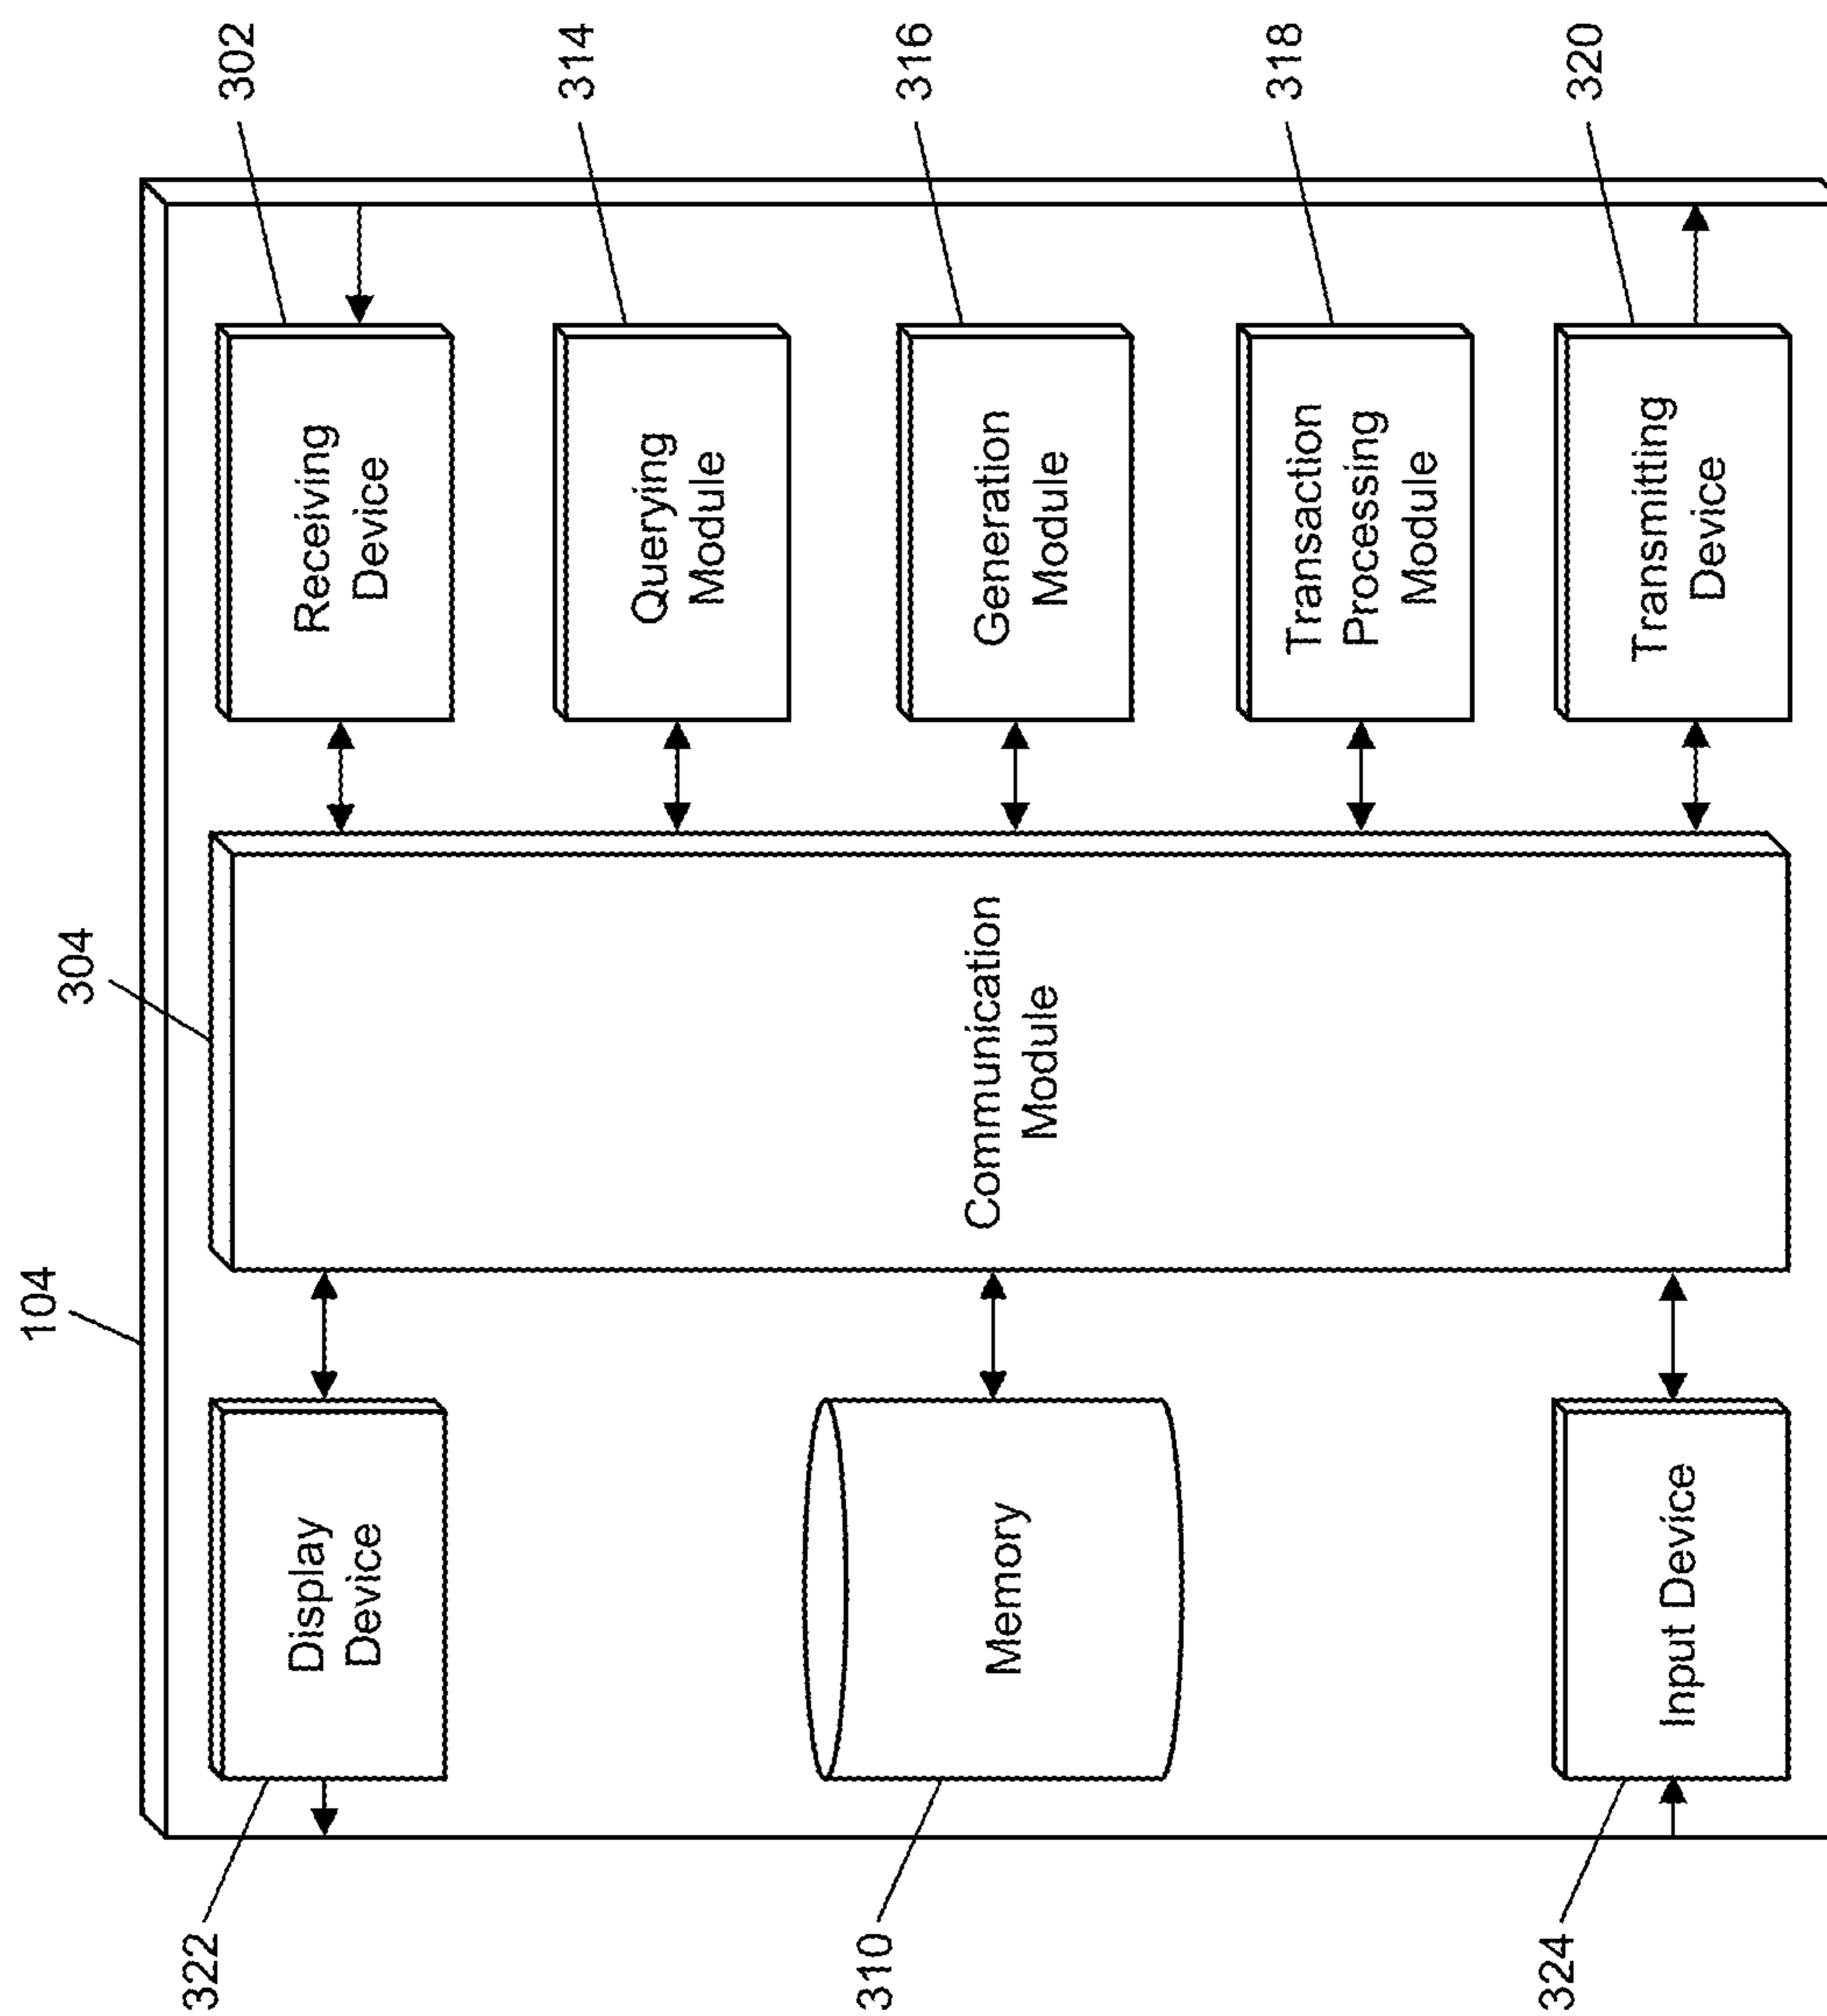 104
304
322
Display
Device
310
Memory
324
Input Device
Communication
Module
Receiving
Device
302
Querying
Module
314
Generation
Module
316
Transaction
Processing
Module
318
Transmitting
Device
320